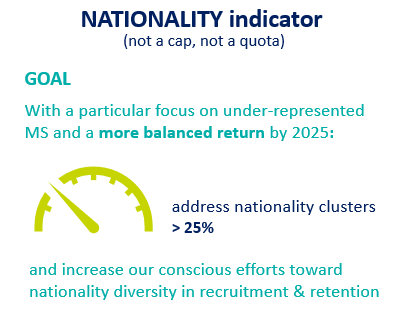 NATIONALITY indicator
(not a cap, not a quota)
GOAL
With a particular focus on under-represented
MS and a more balanced return by 2025:
address nationality clusters
> 25%
and increase our conscious efforts toward
nationality diversity in recruitment & retention